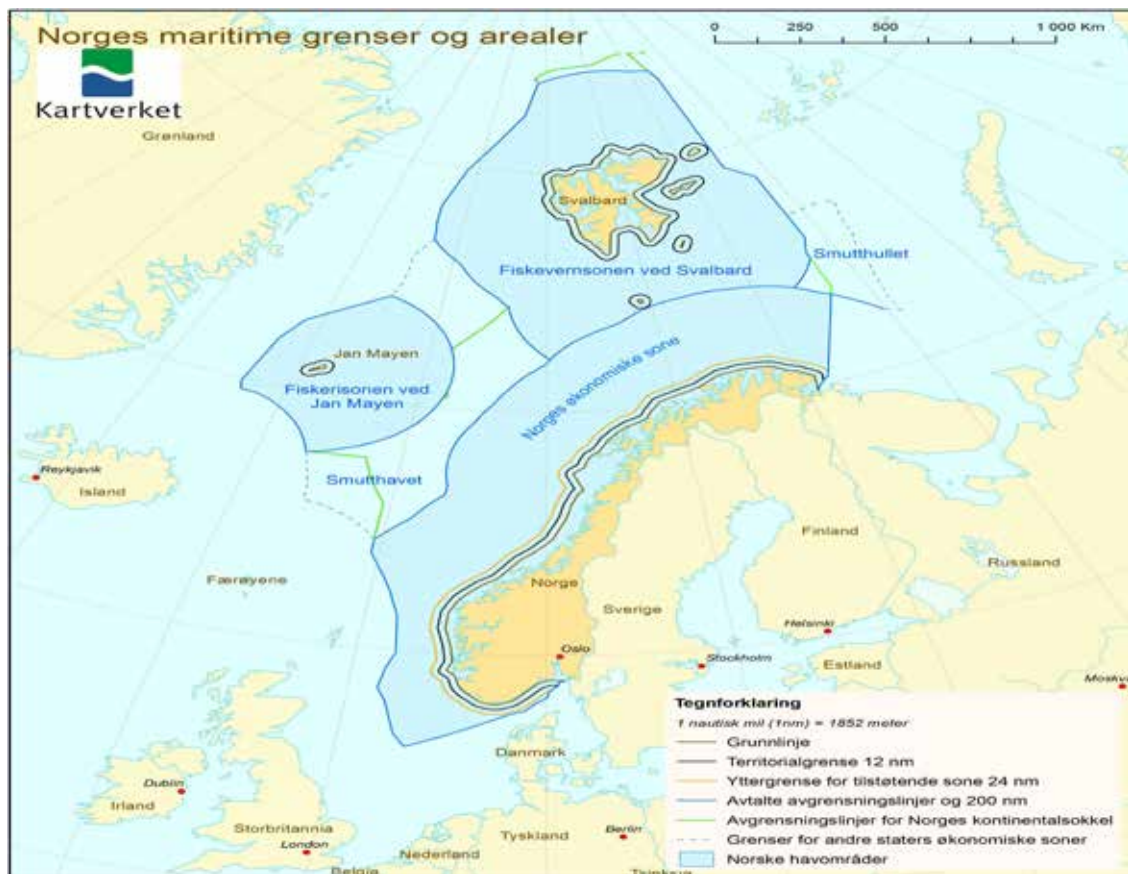 Norges maritime grenser og arealer
0 250 500 1 000 Km
Kartverket
Grønland
Svalbard
Fiskevernsonen ved Svalbard
Smutthullet
Jan Mayen
Fiskerisonen ved
Jan Mayen
Norges økonomiske sone
Smutthavet
Reykjavik
Island
Færøyene
Norge
Sverige
Finland
Russland
Oslo
Helsinki
Stockholm
Estland
Moskva
Danmark
Dublin
Irland
Storbritannia
London
Nederland
Belgia
Tyskland
Berlin
Tegnforklaring
1 nautisk mil (1nm) = 1852 meter
Grunnlinje
Territorialgrense 12 nm
Yttergrense for tilstøtende sone 24 nm
Avtalte avgrensningslinjer og 200 nm
Avgrensningslinjer for Norges kontinentalsokkel
Grenser for andre staters økonomiske soner
Norske havområder